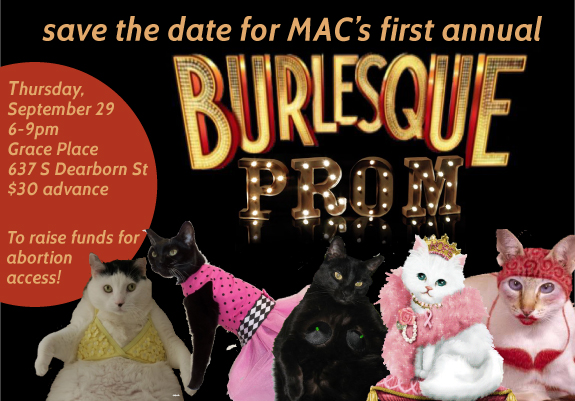 save the date for MAC's first annual
BURLESQUE
PROM
Thursday,
September 29
6-9pm
Grace Place
637 S Dearborn St
$30 advance
To raise funds for
abortion
access!